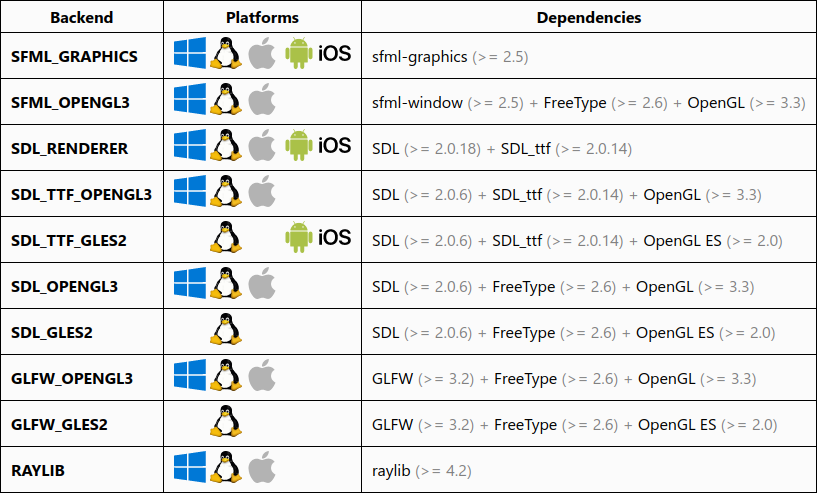 Backend Platforms Dependencies
SFML_GRAPHICS iOS sfml-graphics (>= 2.5)
SFML_OPENGL3 sfml-window (>= 2.5) + FreeType (>= 2.6) + OpenGL (>= 3.3)
SDL_RENDERER iOS SDL (>= 2.0.18) + SDL_ttf (>= 2.0.14)
SDL_TTF_OPENGL3 SDL (>= 2.0.6) + SDL_ttf (>= 2.0.14) + OpenGL (>= 3.3)
SDL_TTF_GLES2 iOS SDL (>= 2.0.6) + SDL_ttf (>= 2.0.14) + OpenGL ES (>= 2.0)
SDL_OPENGL3 SDL (>= 2.0.6) + FreeType (>= 2.6) + OpenGL (>= 3.3)
SDL_GLES2 SDL (>= 2.0.6) + FreeType (>= 2.6) + OpenGL ES (>= 2.0)
GLFW_OPENGL3 GLFW (>= 3.2) + FreeType (>= 2.6) + OpenGL (>= 3.3)
GLFW_GLES2 GLFW (>= 3.2) + FreeType (>= 2.6) + OpenGL ES (>= 2.0)
RAYLIB raylib (>= 4.2)